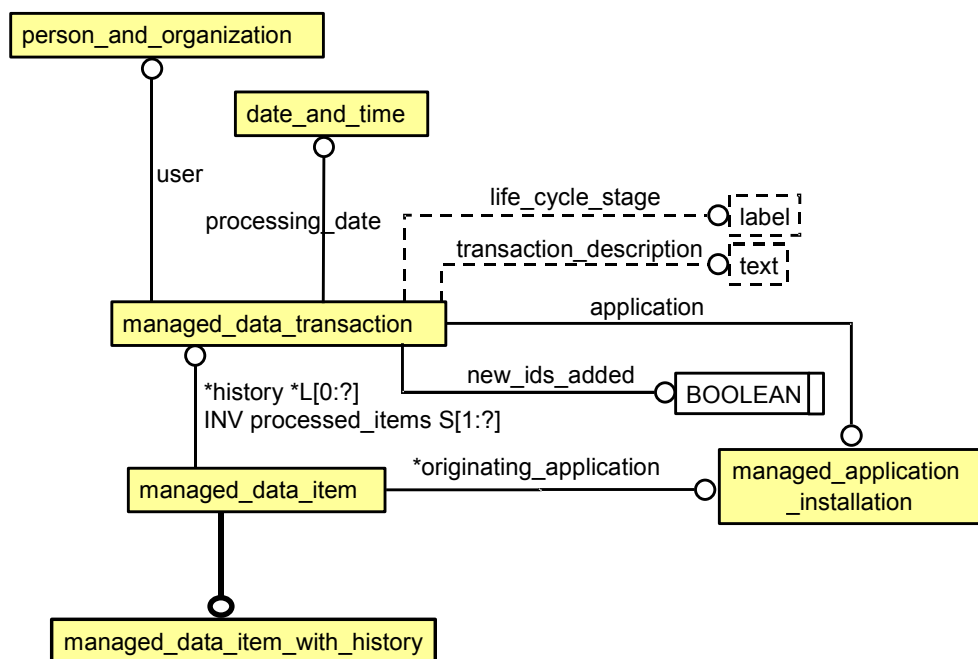 person_and_organization
date_and_time
user
life_cycle_stage
label
processing_date
transaction_description
text
application
managed_data_transaction
new_ids_added
BOOLEAN
*history *L[0:?]
INV processed_items S[1:?]
*originating_application
managed_data_item
managed_application
_installation
managed_data_item_with_history